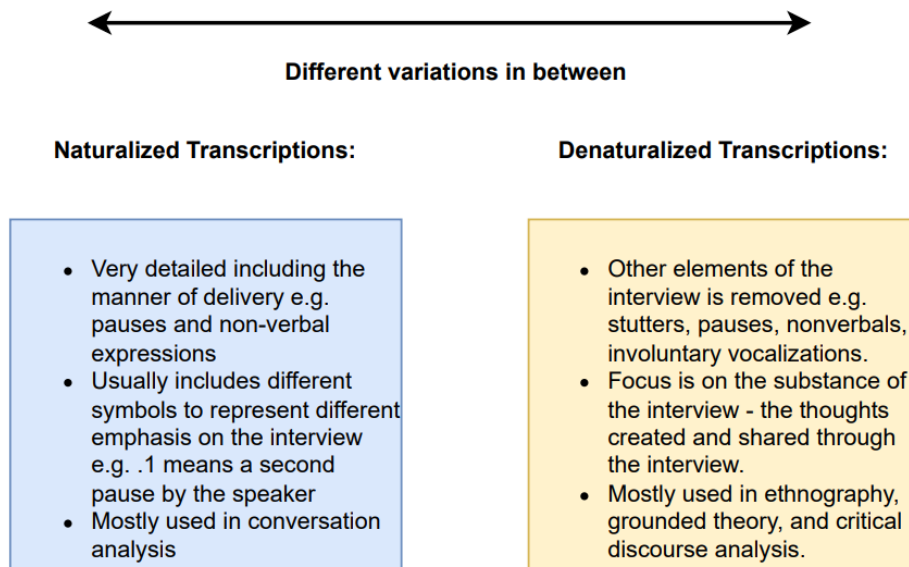 Different variations in between
Naturalized Transcriptions:
Very detailed including the
manner of delivery e.g.
pauses and non-verbal
expressions
Usually includes different
symbols to represent different
emphasis on the interview
e.g. .1 means a second
pause by the speaker
Mostly used in conversation
analysis
Denaturalized Transcriptions:
Other elements of the
interview is removed e.g.
stutters, pauses, nonverbals,
involuntary vocalizations.
Focus is on the substance of
the interview - the thoughts
created and shared through
the interview.
Mostly used in ethnography,
grounded theory, and critical
discourse analysis.